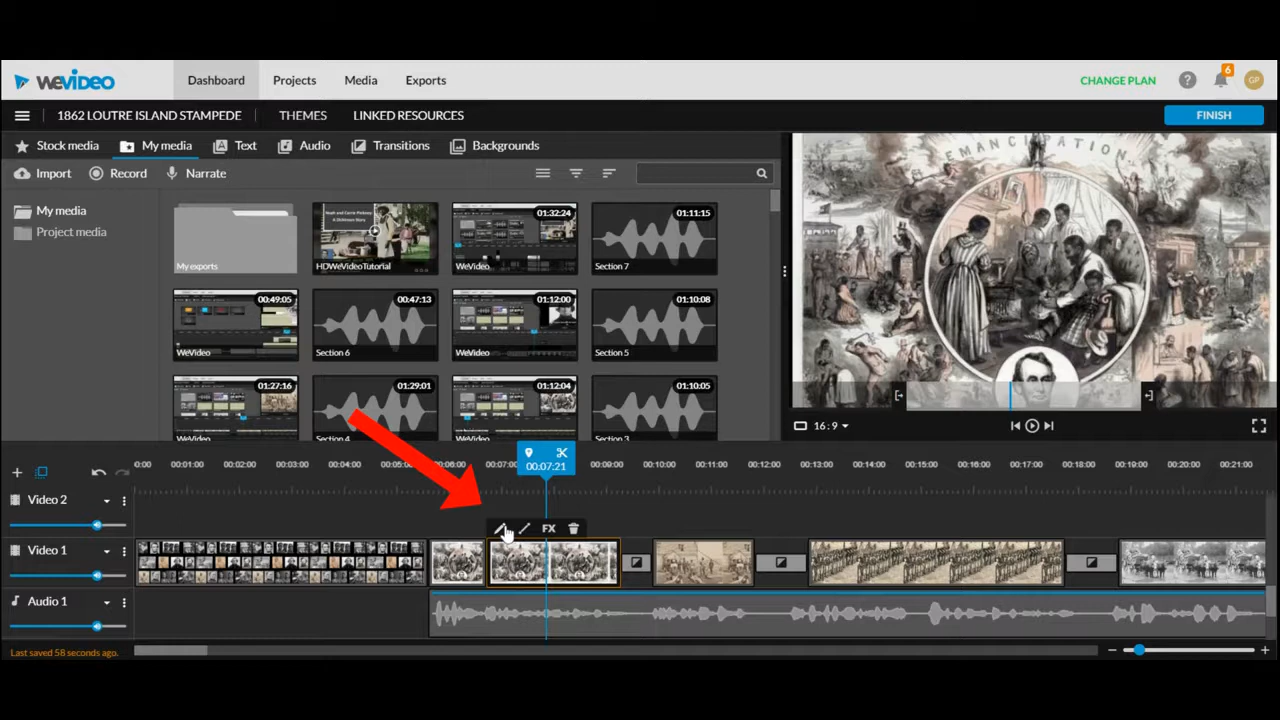 WEVIDEO Dashboard Projects Media Exports CHANGE PLAN ? 6 GP
1862 LOUTRE ISLAND STAMPEDE THEMES LINKED RESOURCES FINISH
Stock media My media Text Audio Transitions Backgrounds
EMANCIPATION.
Import Record Narrate
My media
Project media
My exports
HDWeVideoTutorial
01:32:24
WeVideo
01:11:15
Section 7
00:49:05
WeVideo
00:47:13
Section 6
01:12:00
WeVideo
01:10:08
Section 5
01:27:16
01:29:01
Section 4
01:12:04
01:10:05
Section 3
16:9
0:00 00:01:00 00:02:00 00:03:00 00:04:00 00:05:00 00:06:00 00:07:0 00:07:21 00:09:00 00:10:00 00:11:00 00:12:00 00:13:00 00:14:00 00:15:00 00:16:00 00:17:00 00:18:00 00:19:00 00:20:00 00:21:00
Video 2
FX
Video 1
Audio 1
Last saved 58 seconds ago.